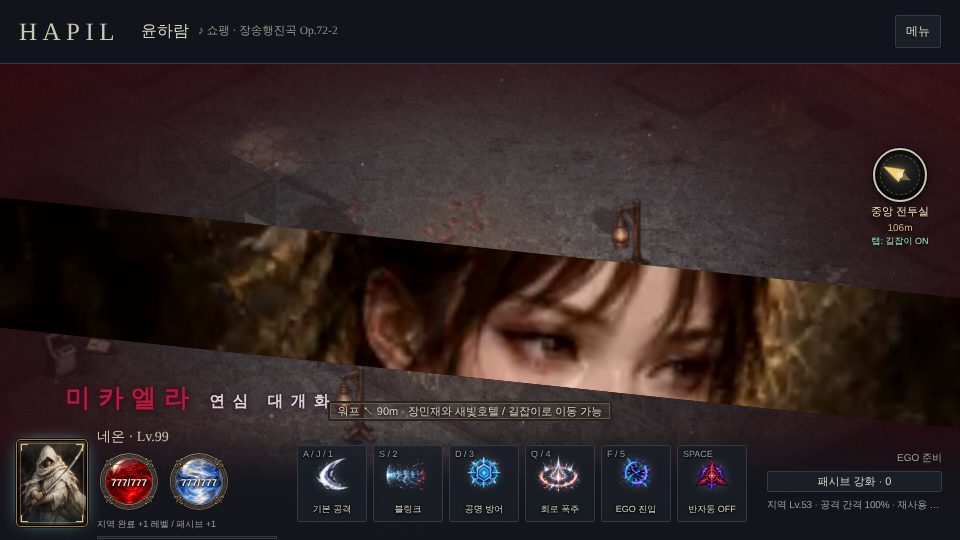 HAPIL 윤하람 ♪ 쇼팽 · 장송행진곡 Op.72-2
메뉴
중앙 전투실
106m
탭: 길잡이 ON
미카엘라 연심 대개화
워프 ↖ 90m · 장민재와 새빛호텔 / 길잡이로 이동 가능
네온 · Lv.99
777/777 777/777
지역 완료 +1 레벨 / 패시브 +1
A / J / 1
기본 공격
S / 2
블링크
D / 3
공명 방어
Q / 4
회로 폭주
F / 5
EGO 진입
SPACE
반자동 OFF
EGO 준비
패시브 강화 · 0
지역 Lv.53 · 공격 간격 100% · 재사용 …